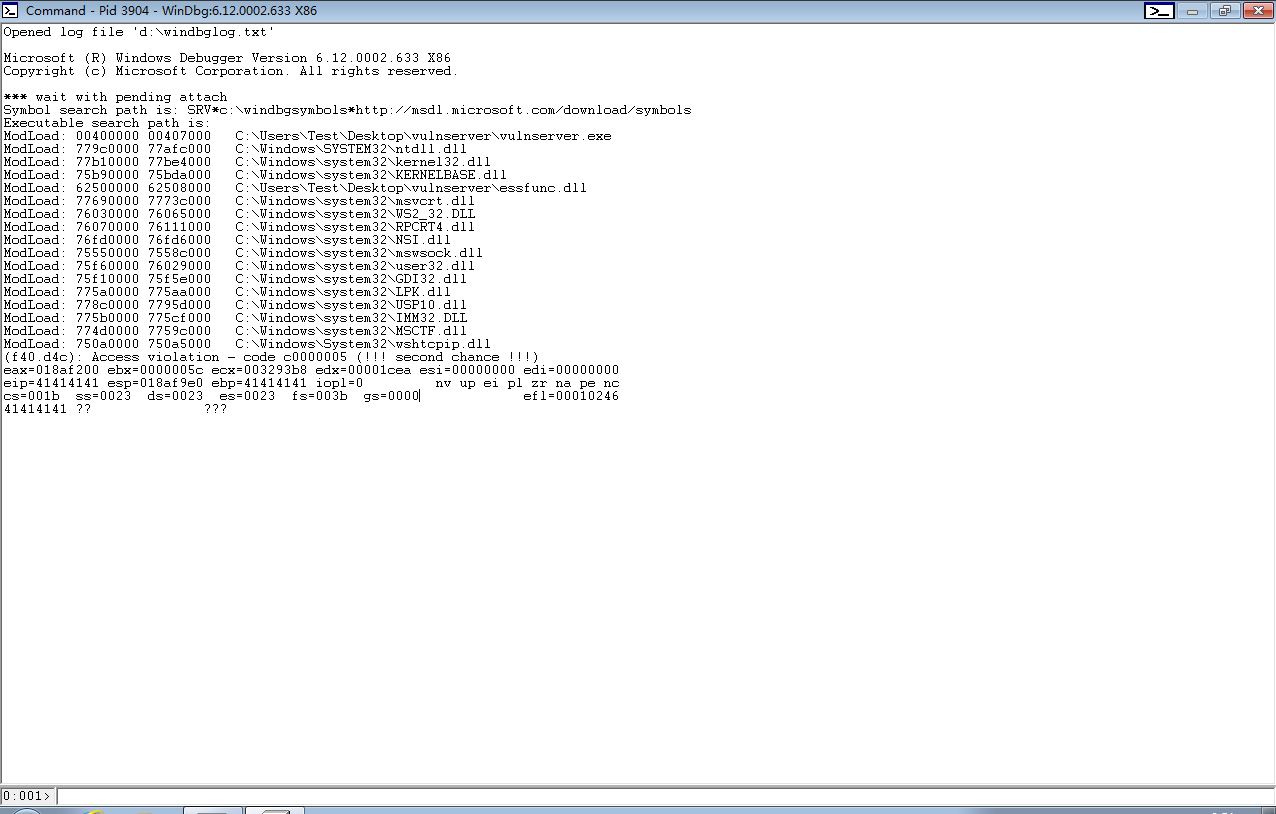 Command - Pid 3904 - WinDbg:6.12.0002.633 X86
Opened log file 'd:\windbglog.txt'
Microsoft (R) Windows Debugger Version 6.12.0002.633 X86
Copyright (c) Microsoft Corporation. All rights reserved.
*** wait with pending attach
Symbol search path is: SRV*c:\windbgsymbols*http://msdl.microsoft.com/download/symbols
Executable search path is:
ModLoad: 00400000 00407000   C:\Users\Test\Desktop\vulnserver\vulnserver.exe
ModLoad: 779c0000 77afc000   C:\Windows\SYSTEM32\ntdll.dll
ModLoad: 77b10000 77be4000   C:\Windows\system32\kernel32.dll
ModLoad: 75b90000 75bda000   C:\Windows\system32\KERNELBASE.dll
ModLoad: 62500000 62508000   C:\Users\Test\Desktop\vulnserver\essfunc.dll
ModLoad: 77690000 7773c000   C:\Windows\system32\msvcrt.dll
ModLoad: 76030000 76065000   C:\Windows\system32\WS2_32.DLL
ModLoad: 76070000 76111000   C:\Windows\system32\RPCRT4.dll
ModLoad: 76fd0000 76fd6000   C:\Windows\system32\NSI.dll
ModLoad: 75550000 7558c000   C:\Windows\system32\mswsock.dll
ModLoad: 75f60000 76029000   C:\Windows\system32\user32.dll
ModLoad: 75f10000 75f5e000   C:\Windows\system32\GDI32.dll
ModLoad: 775a0000 775aa000   C:\Windows\system32\LPK.dll
ModLoad: 778c0000 7795d000   C:\Windows\system32\USP10.dll
ModLoad: 775b0000 775cf000   C:\Windows\system32\IMM32.DLL
ModLoad: 774d0000 7759c000   C:\Windows\system32\MSCTF.dll
ModLoad: 750a0000 750a5000   C:\Windows\System32\wshtcpip.dll
(f40.d4c): Access violation - code c0000005 (!!! second chance !!!)
eax=018af200 ebx=0000005c ecx=003293b8 edx=00001cea esi=00000000 edi=00000000
eip=41414141 esp=018af9e0 ebp=41414141 iopl=0         nv up ei pl zr na pe nc
cs=001b  ss=0023  ds=0023  es=0023  fs=003b  gs=0000             efl=00010246
41414141 ??              ???
0:001>